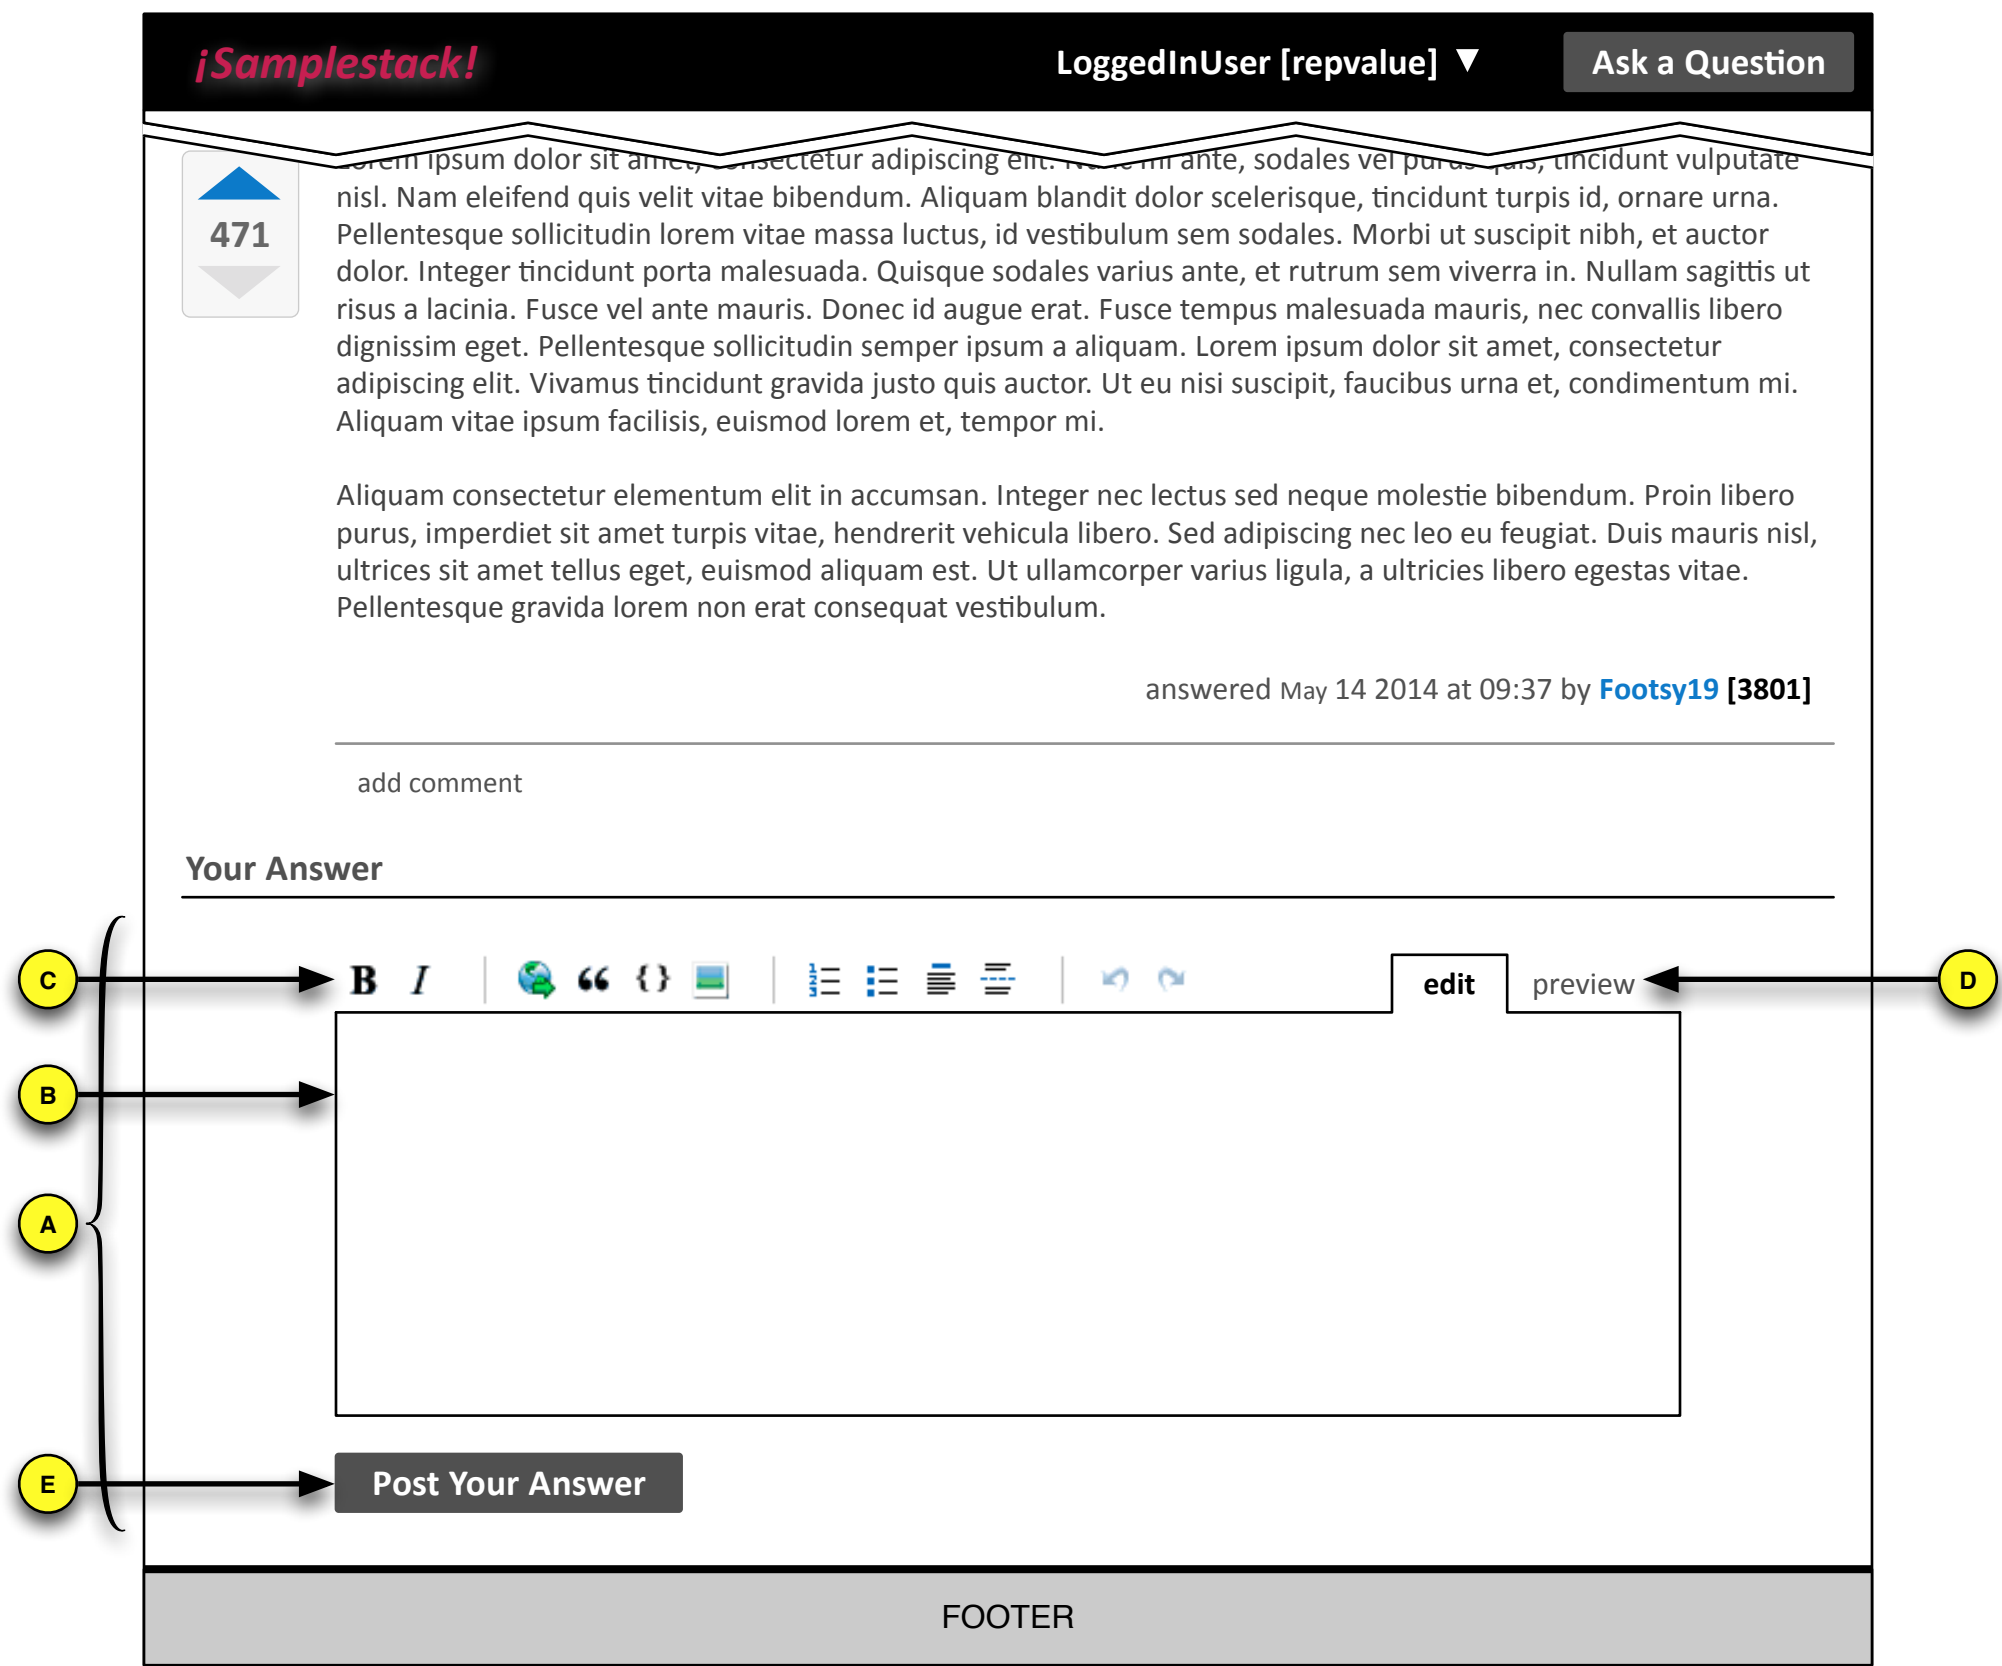 ¡Samplestack!
LoggedInUser [repvalue] ▼
Ask a Question
Lorem ipsum dolor sit amet, consectetur adipiscing elit. Nunc mi ante, sodales vel purus quis, tincidunt vulputate
471
nisl. Nam eleifend quis velit vitae bibendum. Aliquam blandit dolor scelerisque, tincidunt turpis id, ornare urna.
Pellentesque sollicitudin lorem vitae massa luctus, id vestibulum sem sodales. Morbi ut suscipit nibh, et auctor
dolor. Integer tincidunt porta malesuada. Quisque sodales varius ante, et rutrum sem viverra in. Nullam sagittis ut
risus a lacinia. Fusce vel ante mauris. Donec id augue erat. Fusce tempus malesuada mauris, nec convallis libero
dignissim eget. Pellentesque sollicitudin semper ipsum a aliquam. Lorem ipsum dolor sit amet, consectetur
adipiscing elit. Vivamus tincidunt gravida justo quis auctor. Ut eu nisi suscipit, faucibus urna et, condimentum mi.
Aliquam vitae ipsum facilisis, euismod lorem et, tempor mi.
Aliquam consectetur elementum elit in accumsan. Integer nec lectus sed neque molestie bibendum. Proin libero
purus, imperdiet sit amet turpis vitae, hendrerit vehicula libero. Sed adipiscing nec leo eu feugiat. Duis mauris nisl,
ultrices sit amet tellus eget, euismod aliquam est. Ut ullamcorper varius ligula, a ultricies libero egestas vitae.
Pellentesque gravida lorem non erat consequat vestibulum.
answered May 14 2014 at 09:37 by Footsy19 [3801]
add comment
Your Answer
C
B I “ {}
edit
preview
D
B
A
E
Post Your Answer
FOOTER